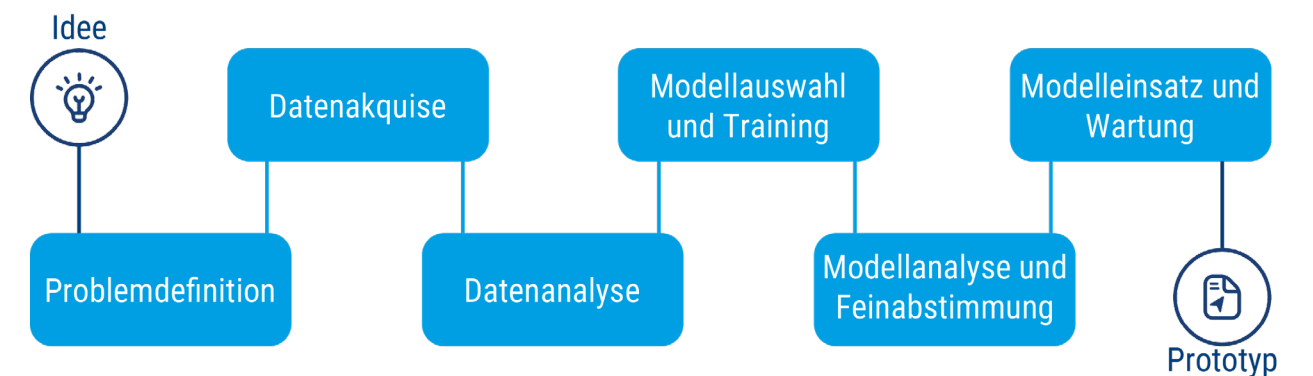 Idee
Problemdefinition
Datenakquise
Datenanalyse
Modellauswahl
und Training
Modellanalyse und
Feinabstimmung
Modelleinsatz und
Wartung
Prototyp